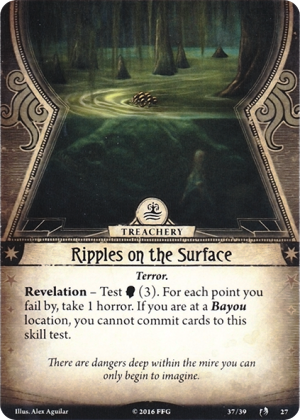 TREACHERY
Ripples on the Surface
Terror.
Revelation – Test (3). For each point you
fail by, take 1 horror. If you are at a Bayou
location, you cannot commit cards to this
skill test.
There are dangers deep within the mire you can
only begin to imagine.
Illus. Alex Aguilar © 2016 FFG 37/39 27